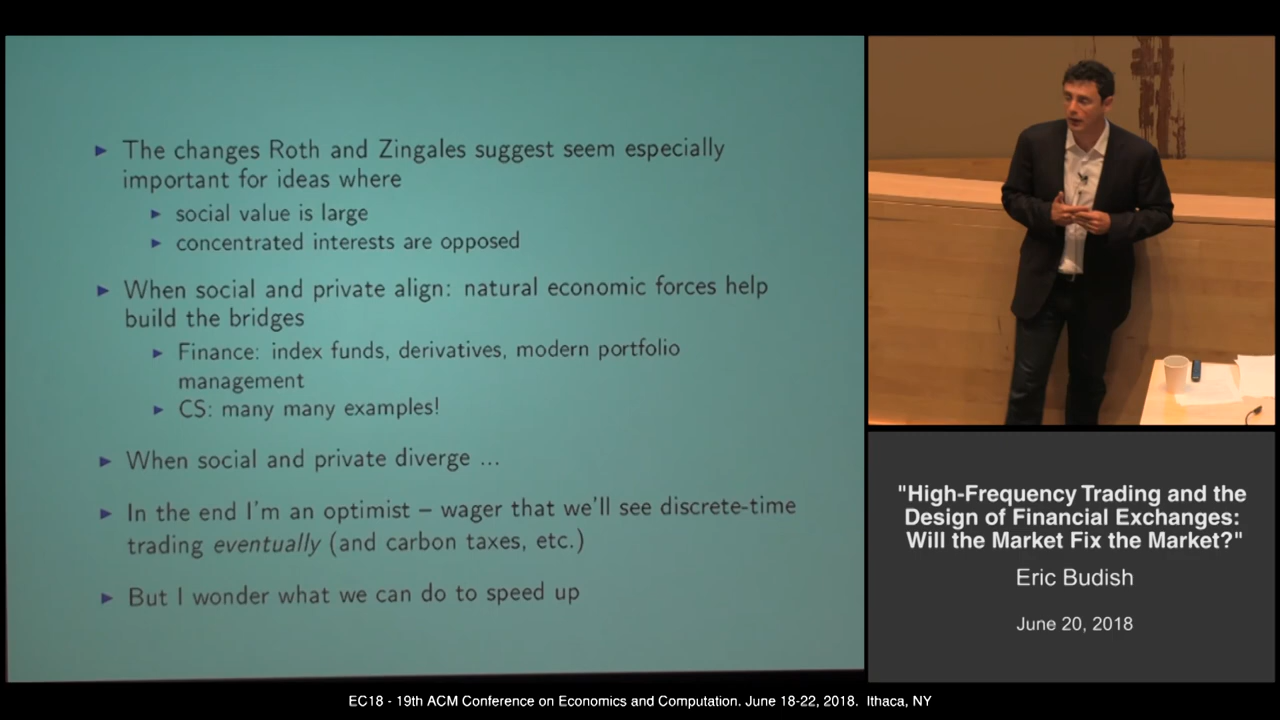 ▸ The changes Roth and Zingales suggest seem especially
important for ideas where
▸ social value is large
▸ concentrated interests are opposed
▸ When social and private align: natural economic forces help
build the bridges
▸ Finance: index funds, derivatives, modern portfolio
management
▸ CS: many many examples!
▸ When social and private diverge ...
▸ In the end I'm an optimist – wager that we'll see discrete-time
trading eventually (and carbon taxes, etc.)
▸ But I wonder what we can do to speed up
"High-Frequency Trading and the
Design of Financial Exchanges:
Will the Market Fix the Market?"
Eric Budish
June 20, 2018
EC18 - 19th ACM Conference on Economics and Computation. June 18-22, 2018. Ithaca, NY